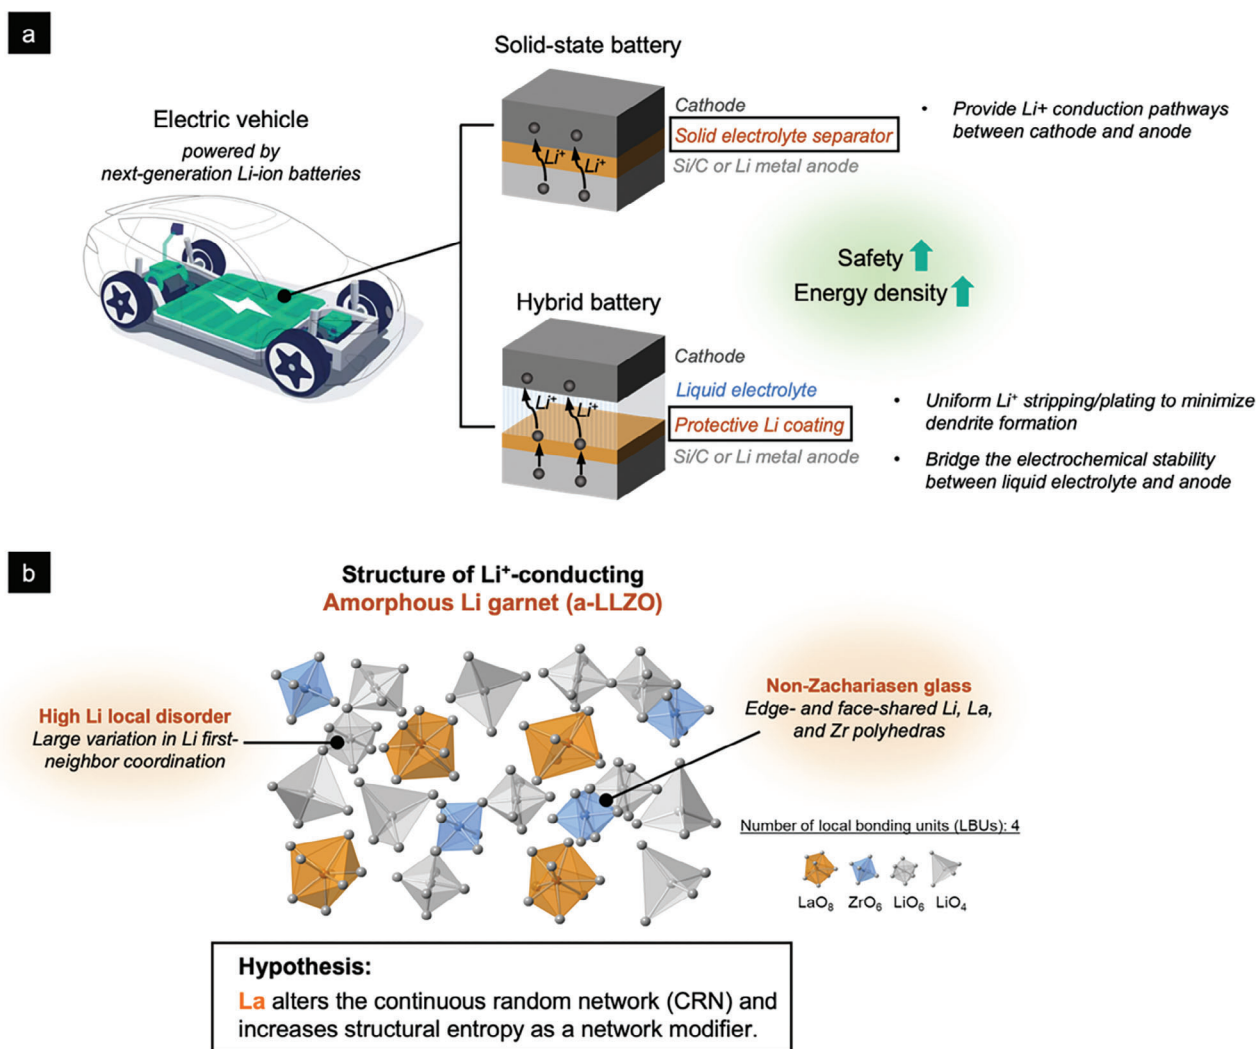 a
Solid-state battery
Electric vehicle
powered by
next-generation Li-ion batteries
Cathode
Solid electrolyte separator
Si/C or Li metal anode
Li⁺
Li⁺
• Provide Li+ conduction pathways
between cathode and anode
Safety
Energy density
Hybrid battery
Cathode
Liquid electrolyte
Protective Li coating
Si/C or Li metal anode
Li⁺
Li⁺
• Uniform Li⁺ stripping/plating to minimize
dendrite formation
• Bridge the electrochemical stability
between liquid electrolyte and anode
b
Structure of Li⁺-conducting
Amorphous Li garnet (a-LLZO)
High Li local disorder
Large variation in Li first-
neighbor coordination
Non-Zachariasen glass
Edge- and face-shared Li, La,
and Zr polyhedras
Number of local bonding units (LBUs): 4
LaO₈ ZrO₆ LiO₆ LiO₄
Hypothesis:
La alters the continuous random network (CRN) and
increases structural entropy as a network modifier.